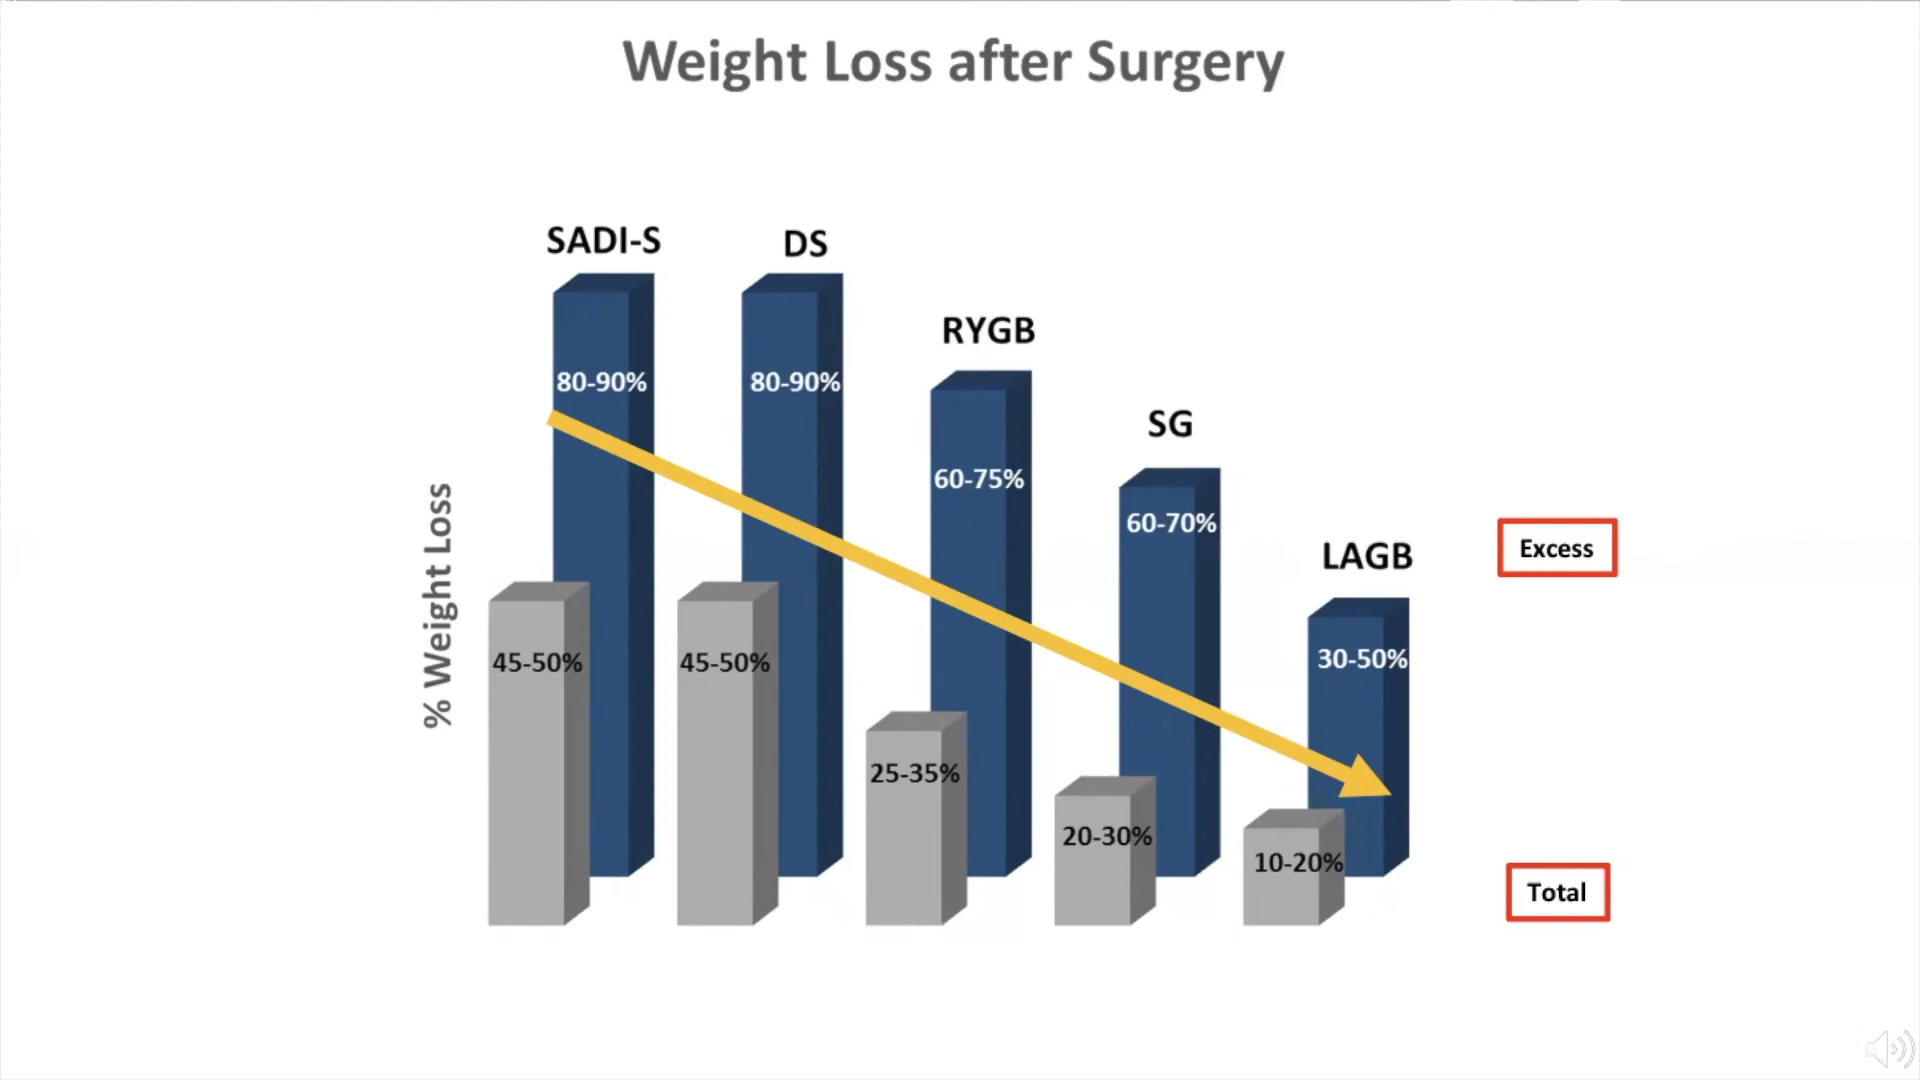 Weight Loss after Surgery
SADI-S
DS
RYGB
SG
LAGB
80-90%
80-90%
60-75%
60-70%
30-50%
45-50%
45-50%
25-35%
20-30%
10-20%
% Weight Loss
Excess
Total